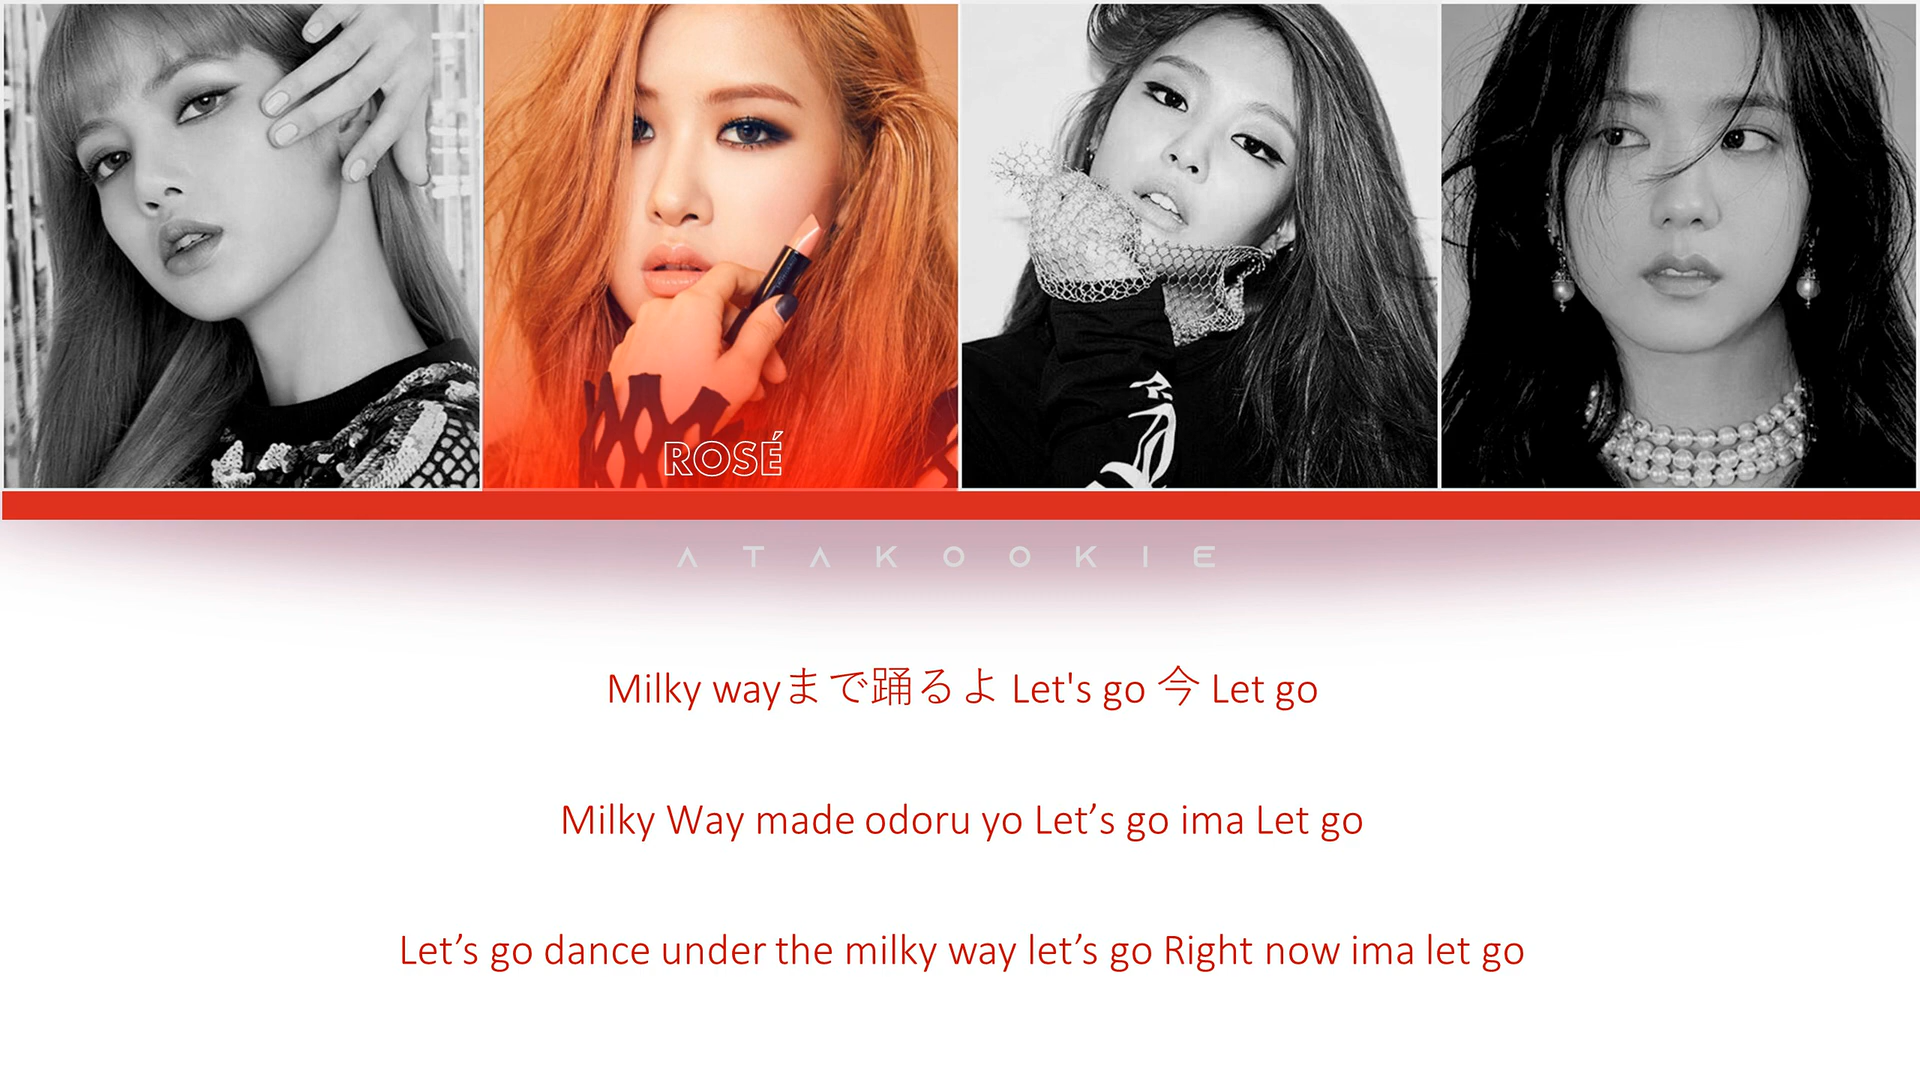 ROSÉ
ATAKOOKIE
Milky wayまで踊るよ Let's go 今 Let go
Milky Way made odoru yo Let’s go ima Let go
Let’s go dance under the milky way let’s go Right now ima let go